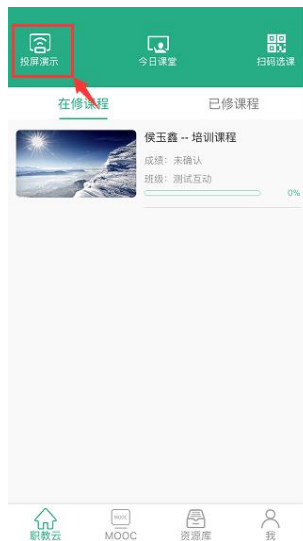 投屏演示
今日课堂
扫码选课
在修课程
已修课程
侯玉鑫 -- 培训课程
成绩：未确认
班级：测试互动
0%
MOOC
职教云
MOOC
资源库
我